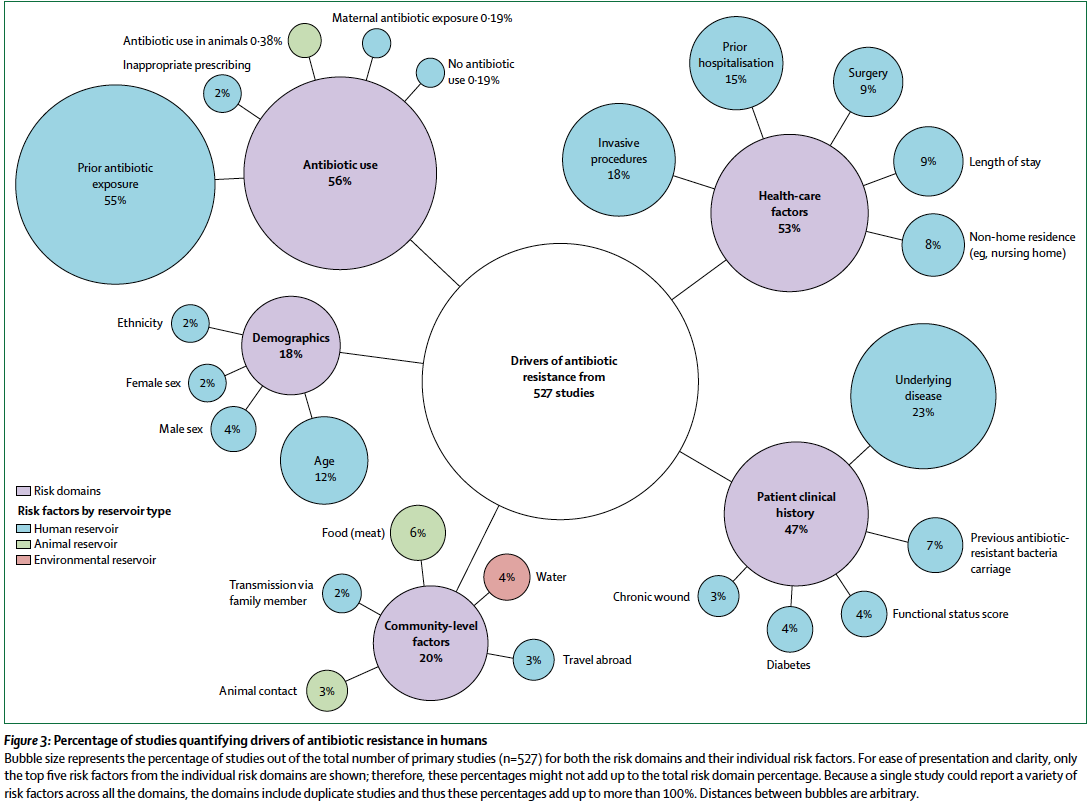 Maternal antibiotic exposure 0·19%
Antibiotic use in animals 0·38%
Inappropriate prescribing
2%
No antibiotic
use 0·19%
Prior antibiotic
exposure
55%
Antibiotic use
56%
Prior
hospitalisation
15%
Surgery
9%
Invasive
procedures
18%
9%
Length of stay
Health-care
factors
53%
8%
Non-home residence
(eg, nursing home)
Ethnicity
2%
Demographics
18%
Female sex
2%
Male sex
4%
Age
12%
Drivers of antibiotic
resistance from
527 studies
Underlying
disease
23%
Patient clinical
history
47%
7%
Previous antibiotic-
resistant bacteria
carriage
Chronic wound
3%
4%
Diabetes
4%
Functional status score
Risk domains
Risk factors by reservoir type
Human reservoir
Animal reservoir
Environmental reservoir
Food (meat)
6%
4%
Water
Transmission via
family member
2%
Community-level
factors
20%
3%
Travel abroad
Animal contact
3%
Figure 3: Percentage of studies quantifying drivers of antibiotic resistance in humans
Bubble size represents the percentage of studies out of the total number of primary studies (n=527) for both the risk domains and their individual risk factors. For ease of presentation and clarity, only
the top five risk factors from the individual risk domains are shown; therefore, these percentages might not add up to the total risk domain percentage. Because a single study could report a variety of
risk factors across all the domains, the domains include duplicate studies and thus these percentages add up to more than 100%. Distances between bubbles are arbitrary.